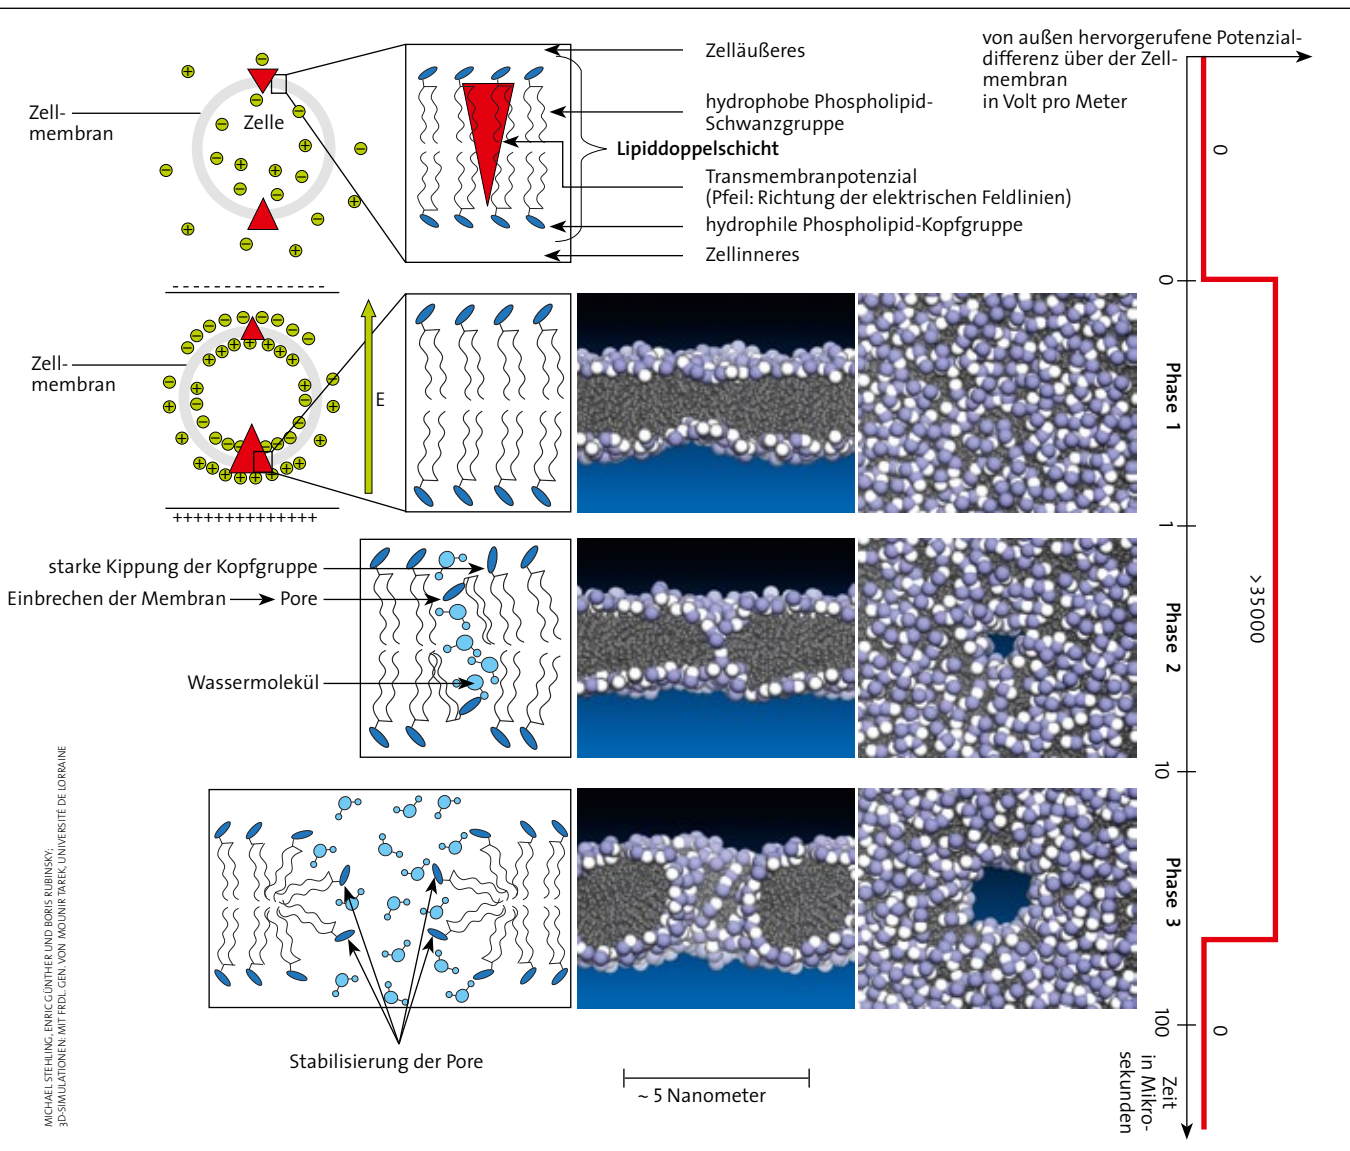 von außen hervorgerufene Potenzial-
differenz über der Zell-
membran
in Volt pro Meter
Zelläußeres
Zell-
membran
Zelle
hydrophobe Phospholipid-
Schwanzgruppe
Lipiddoppelschicht
Transmembranpotenzial
(Pfeil: Richtung der elektrischen Feldlinien)
hydrophile Phospholipid-Kopfgruppe
Zellinneres
0
0
Zell-
membran
E
Phase 1
1
starke Kippung der Kopfgruppe
Einbrechen der Membran
Pore
Wassermolekül
Phase 2
>35000
10
Phase 3
100
0
Stabilisierung der Pore
~ 5 Nanometer
Zeit
in Mikro-
sekunden
MICHAEL STEHLING, ENRIC GÜNTHER UND BORIS RUBINSKY;
3D-SIMULATIONEN: MIT FRDL. GEN. VON MOUNIR TAREK, UNIVERSITÉ DE LORRAINE